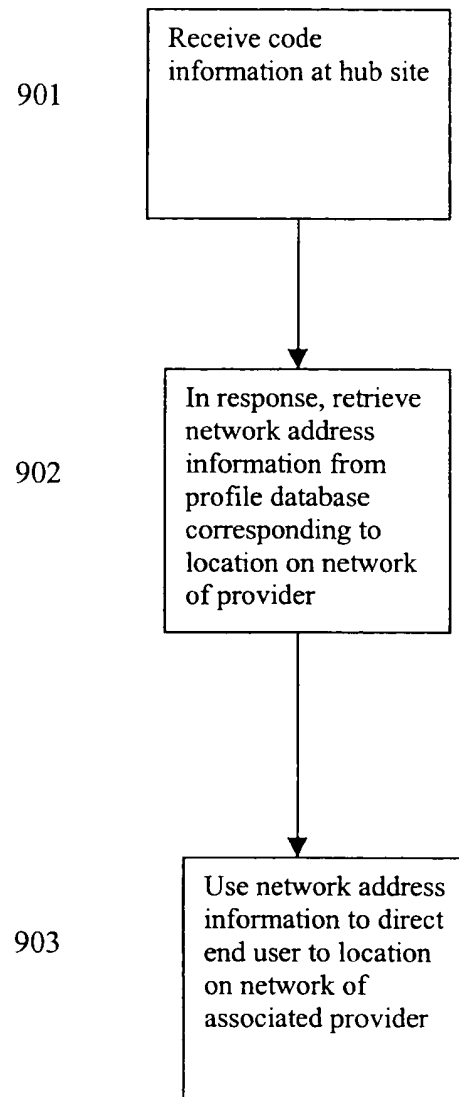 901
Receive code
information at hub site
902
In response, retrieve
network address
information from
profile database
corresponding to
location on network
of provider
903
Use network address
information to direct
end user to location
on network of
associated provider